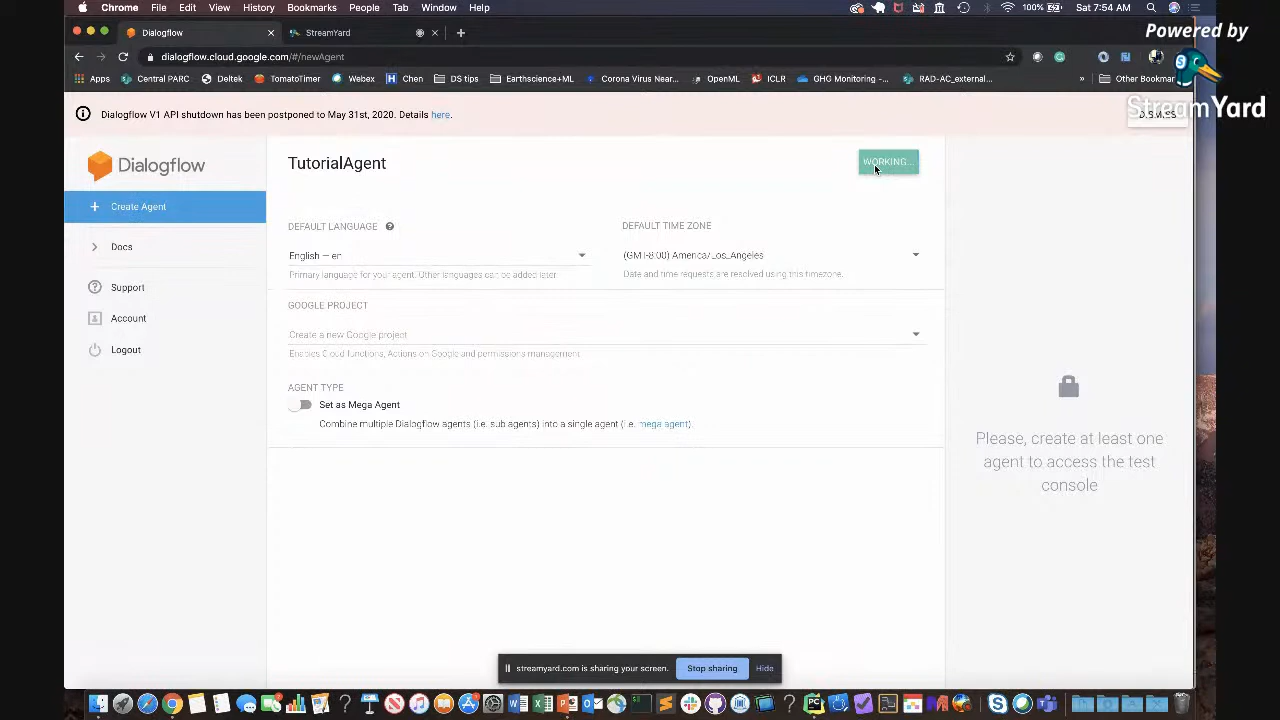 Chrome File Edit View History Bookmarks People Tab Window Help 100% Sat 7:54 AM
Powered by
StreamYard
Dialogflow StreamYard
dialogflow.cloud.google.com/#/newAgent
Apps Central PARC Deltek TomatoTimer Webex Chen DS tips Earthscience+ML Corona Virus Near... OpenML ICLR GHG Monitoring -... RAD-AC_external... » Other Bookmar
Dialogflow V1 API shutdown has been postponed to May 31st, 2020. Details here.
DISMISS
Dialogflow
TutorialAgent
WORKING...
Create Agent
Docs
Support
Account
Logout
DEFAULT LANGUAGE
DEFAULT TIME ZONE
English — en
(GMT-8:00) America/Los_Angeles
Primary language for your agent. Other languages can be added later.
Date and time requests are resolved using this timezone.
GOOGLE PROJECT
Create a new Google project
Enables Cloud functions, Actions on Google and permissions management.
AGENT TYPE
Set as Mega Agent
Combine multiple Dialogflow agents (i.e. subagents) into a single agent (i.e. mega agent)
Please, create at least one
agent to access the test
console
streamyard.com is sharing your screen. Stop sharing Hide